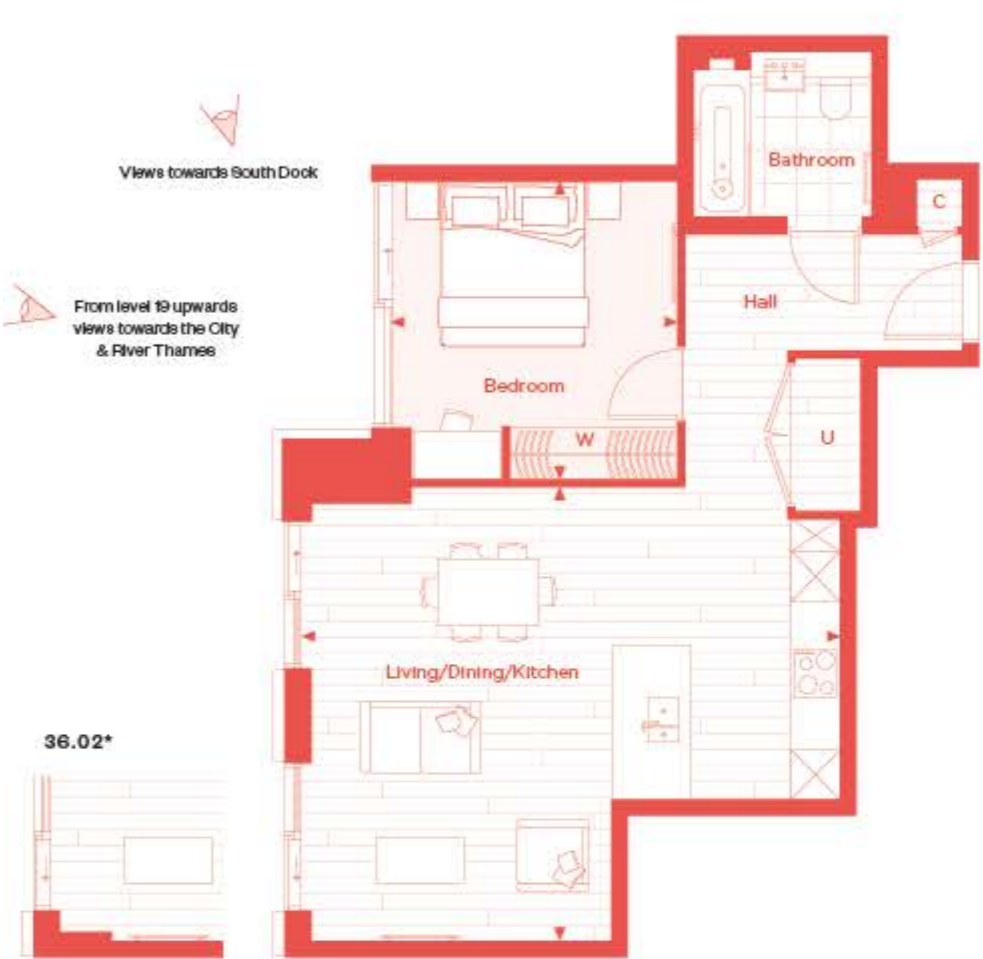 Views towards South Dock
From level 19 upwards
views towards the City
& River Thames
Bathroom
C
Hall
Bedroom
W
U
Living/Dining/Kitchen
36.02*